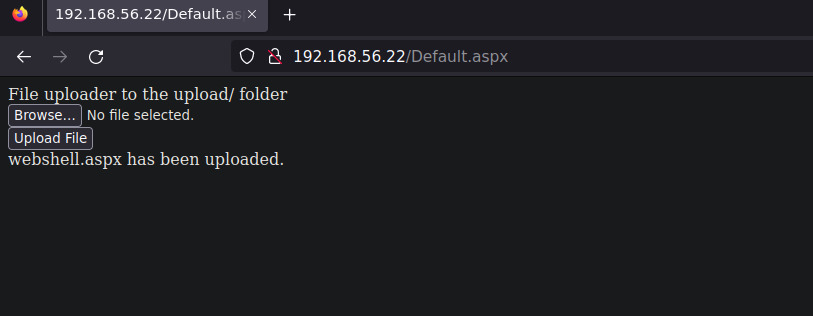 192.168.56.22/Default.as
192.168.56.22/Default.aspx
File uploader to the upload/ folder
Browse... No file selected.
Upload File
webshell.aspx has been uploaded.